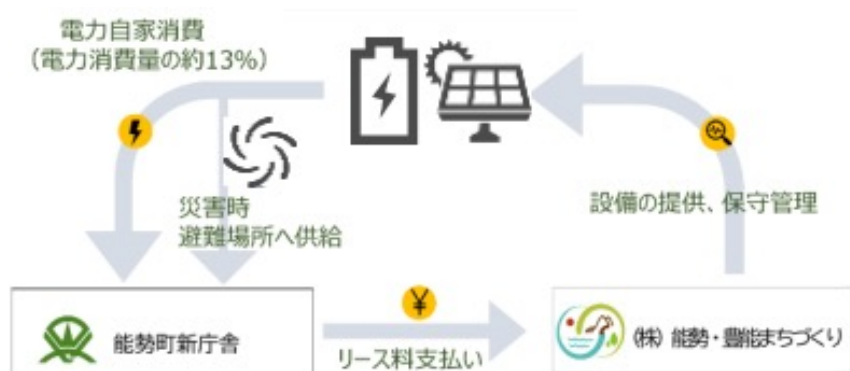 電力自家消費
(電力消費量の約13%)
災害時
避難場所へ供給
設備の提供、保守管理
能勢町新庁舎
¥
リース料支払い
(株) 能勢・豊能まちづくり